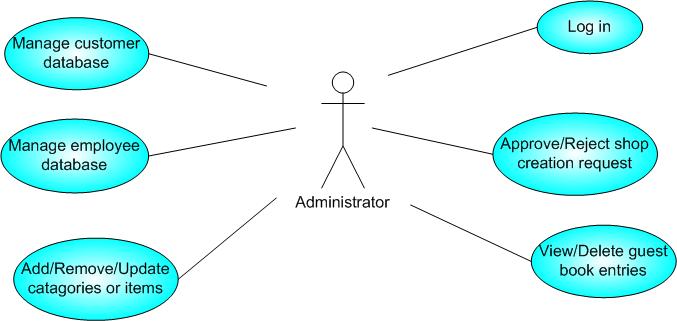 Manage customer
database
Log in
Manage employee
database
Approve/Reject shop
creation request
Administrator
Add/Remove/Update
catagories or items
View/Delete guest
book entries